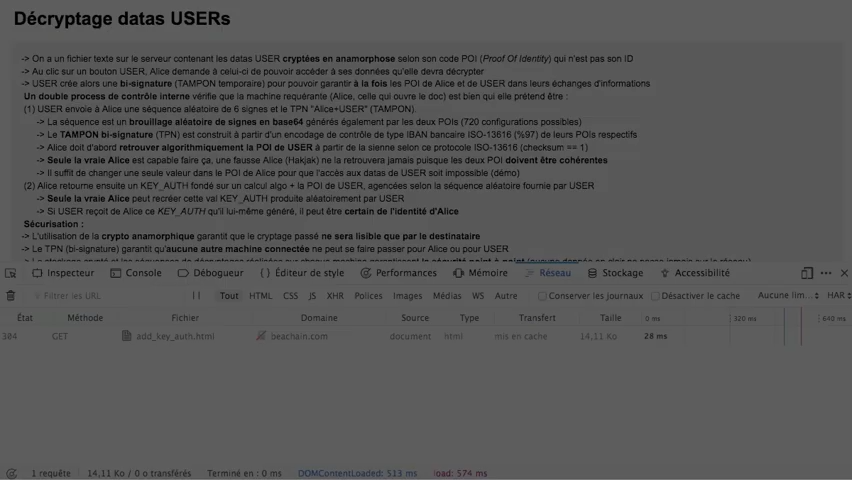 Décryptage datas USERs
-> On a un fichier texte sur le serveur contenant les datas USER cryptées en anamorphose selon son code POI (Proof Of Identity) qui n'est pas son ID
-> Au clic sur un bouton USER, Alice demande à celui-ci de pouvoir accéder à ses données qu'elle devra décrypter
-> USER crée alors une bi-signature (TAMPON temporaire) pour pouvoir garantir à la fois les POI de Alice et de USER dans leurs échanges d'informations
Un double process de contrôle interne vérifie que la machine requérante (Alice, celle qui ouvre le doc) est bien qui elle prétend être :
(1) USER envoie à Alice une séquence aléatoire de 6 signes et le TPN "Alice+USER" (TAMPON).
-> La séquence est un brouillage aléatoire de signes en base64 générés également par les deux POIs (720 configurations possibles)
-> Le TAMPON bi-signature (TPN) est construit à partir d'un encodage de contrôle de type IBAN bancaire ISO-13616 (%97) de leurs POIs respectifs
-> Alice doit d'abord retrouver algorithmiquement la POI de USER à partir de la sienne selon ce protocole ISO-13616 (checksum == 1)
-> Seule la vraie Alice est capable faire ça, une fausse Alice (Hakjak) ne la retrouvera jamais puisque les deux POI doivent être cohérentes
-> Il suffit de changer une seule valeur dans le POI de Alice pour que l'accès aux datas de USER soit impossible (démo)
(2) Alice retourne ensuite un KEY_AUTH fondé sur un calcul algo + la POI de USER, agencées selon la séquence aléatoire fournie par USER
-> Seule la vraie Alice peut recréer cette val KEY_AUTH produite aléatoirement par USER
-> Si USER reçoit de Alice ce KEY_AUTH qu'il lui-même généré, il peut être certain de l'identité d'Alice
Sécurisation :
-> L'utilisation de la crypto anamorphique garantit que le cryptage passé ne sera lisible que par le destinataire
-> Le TPN (bi-signature) garantit qu'aucune autre machine connectée ne peut se faire passer pour Alice ou pour USER
Inspecteur Console Débogueur {} Éditeur de style Performances Mémoire Réseau Stockage Accessibilité
Filtrer les URL Tout HTML CSS JS XHR Polices Images Médias WS Autre Conserver les journaux Désactiver le cache Aucune lim... HAR
État Méthode Fichier Domaine Source Type Transfert Taille 0 ms 320 ms 640 ms
304 GET add_key_auth.html beachain.com document html mis en cache 14,11 Ko 28 ms
1 requête 14,11 Ko / 0 o transférés Terminé en : 0 ms DOMContentLoaded: 513 ms load: 574 ms